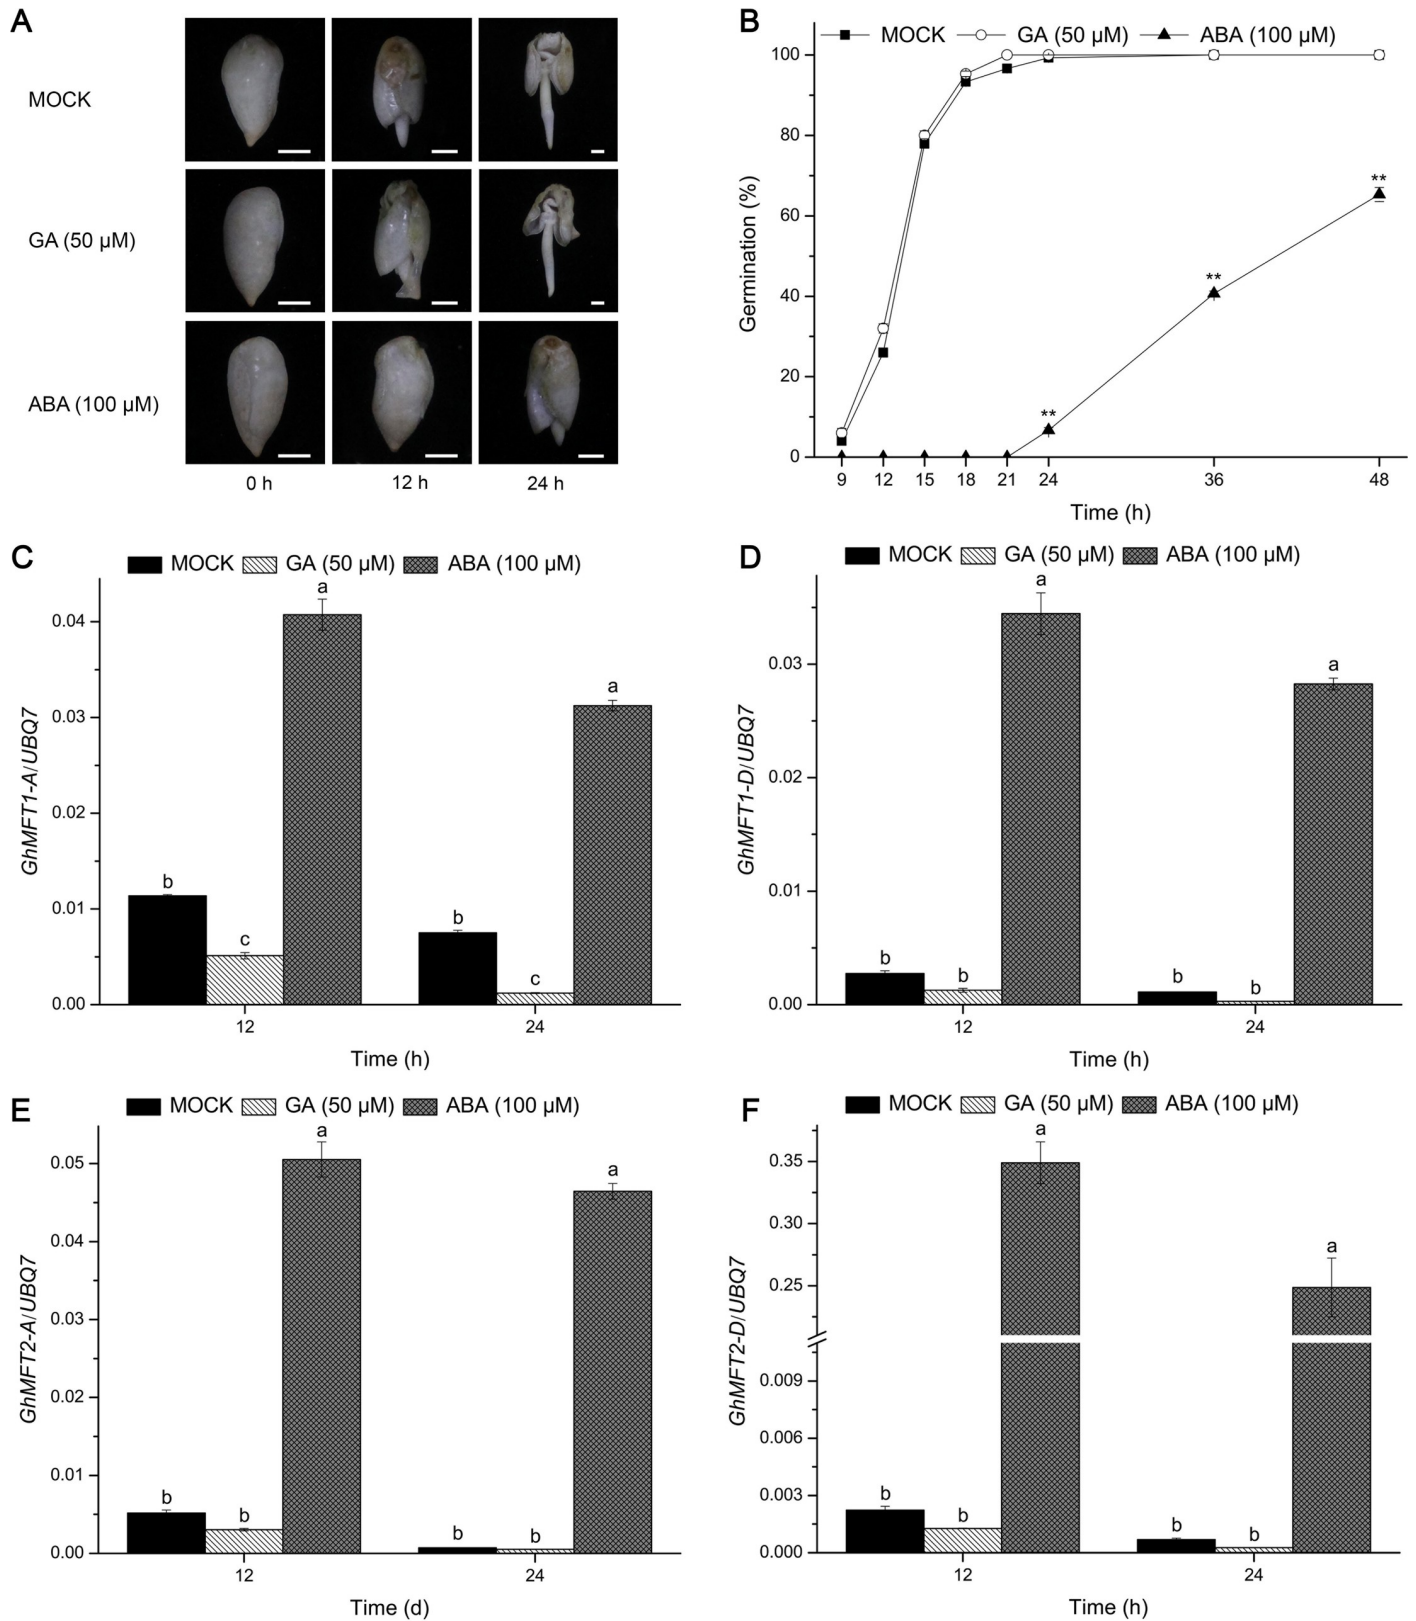 A
MOCK
GA (50 µM)
ABA (100 µM)
0 h 12 h 24 h
B
MOCK GA (50 µM) ABA (100 µM)
Germination (%)
100
80
60
40
20
0
**
**
**
9 12 15 18 21 24 36 48
Time (h)
C
MOCK GA (50 µM) ABA (100 µM)
GhMFT1-A/UBQ7
0.04
0.03
0.02
0.01
0.00
b c a b c a
12 24
Time (h)
D
MOCK GA (50 µM) ABA (100 µM)
GhMFT1-D/UBQ7
0.03
0.02
0.01
0.00
b b a b b a
12 24
Time (h)
E
MOCK GA (50 µM) ABA (100 µM)
GhMFT2-A/UBQ7
0.05
0.04
0.03
0.02
0.01
0.00
b b a b b a
12 24
Time (d)
F
MOCK GA (50 µM) ABA (100 µM)
GhMFT2-D/UBQ7
0.35
0.30
0.25
0.009
0.006
0.003
0.000
b b a b b a
12 24
Time (h)